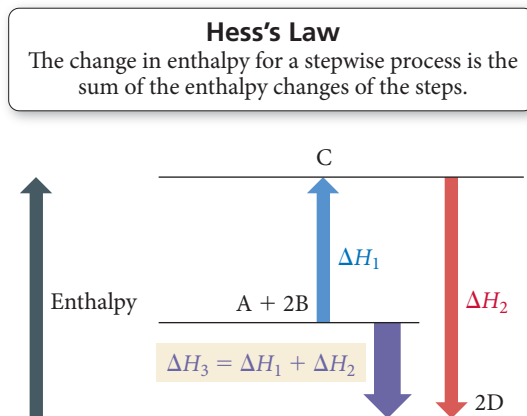 Hess's Law
The change in enthalpy for a stepwise process is the
sum of the enthalpy changes of the steps.
C
ΔH₁
Enthalpy
A + 2B
ΔH₂
ΔH₃ = ΔH₁ + ΔH₂
2D